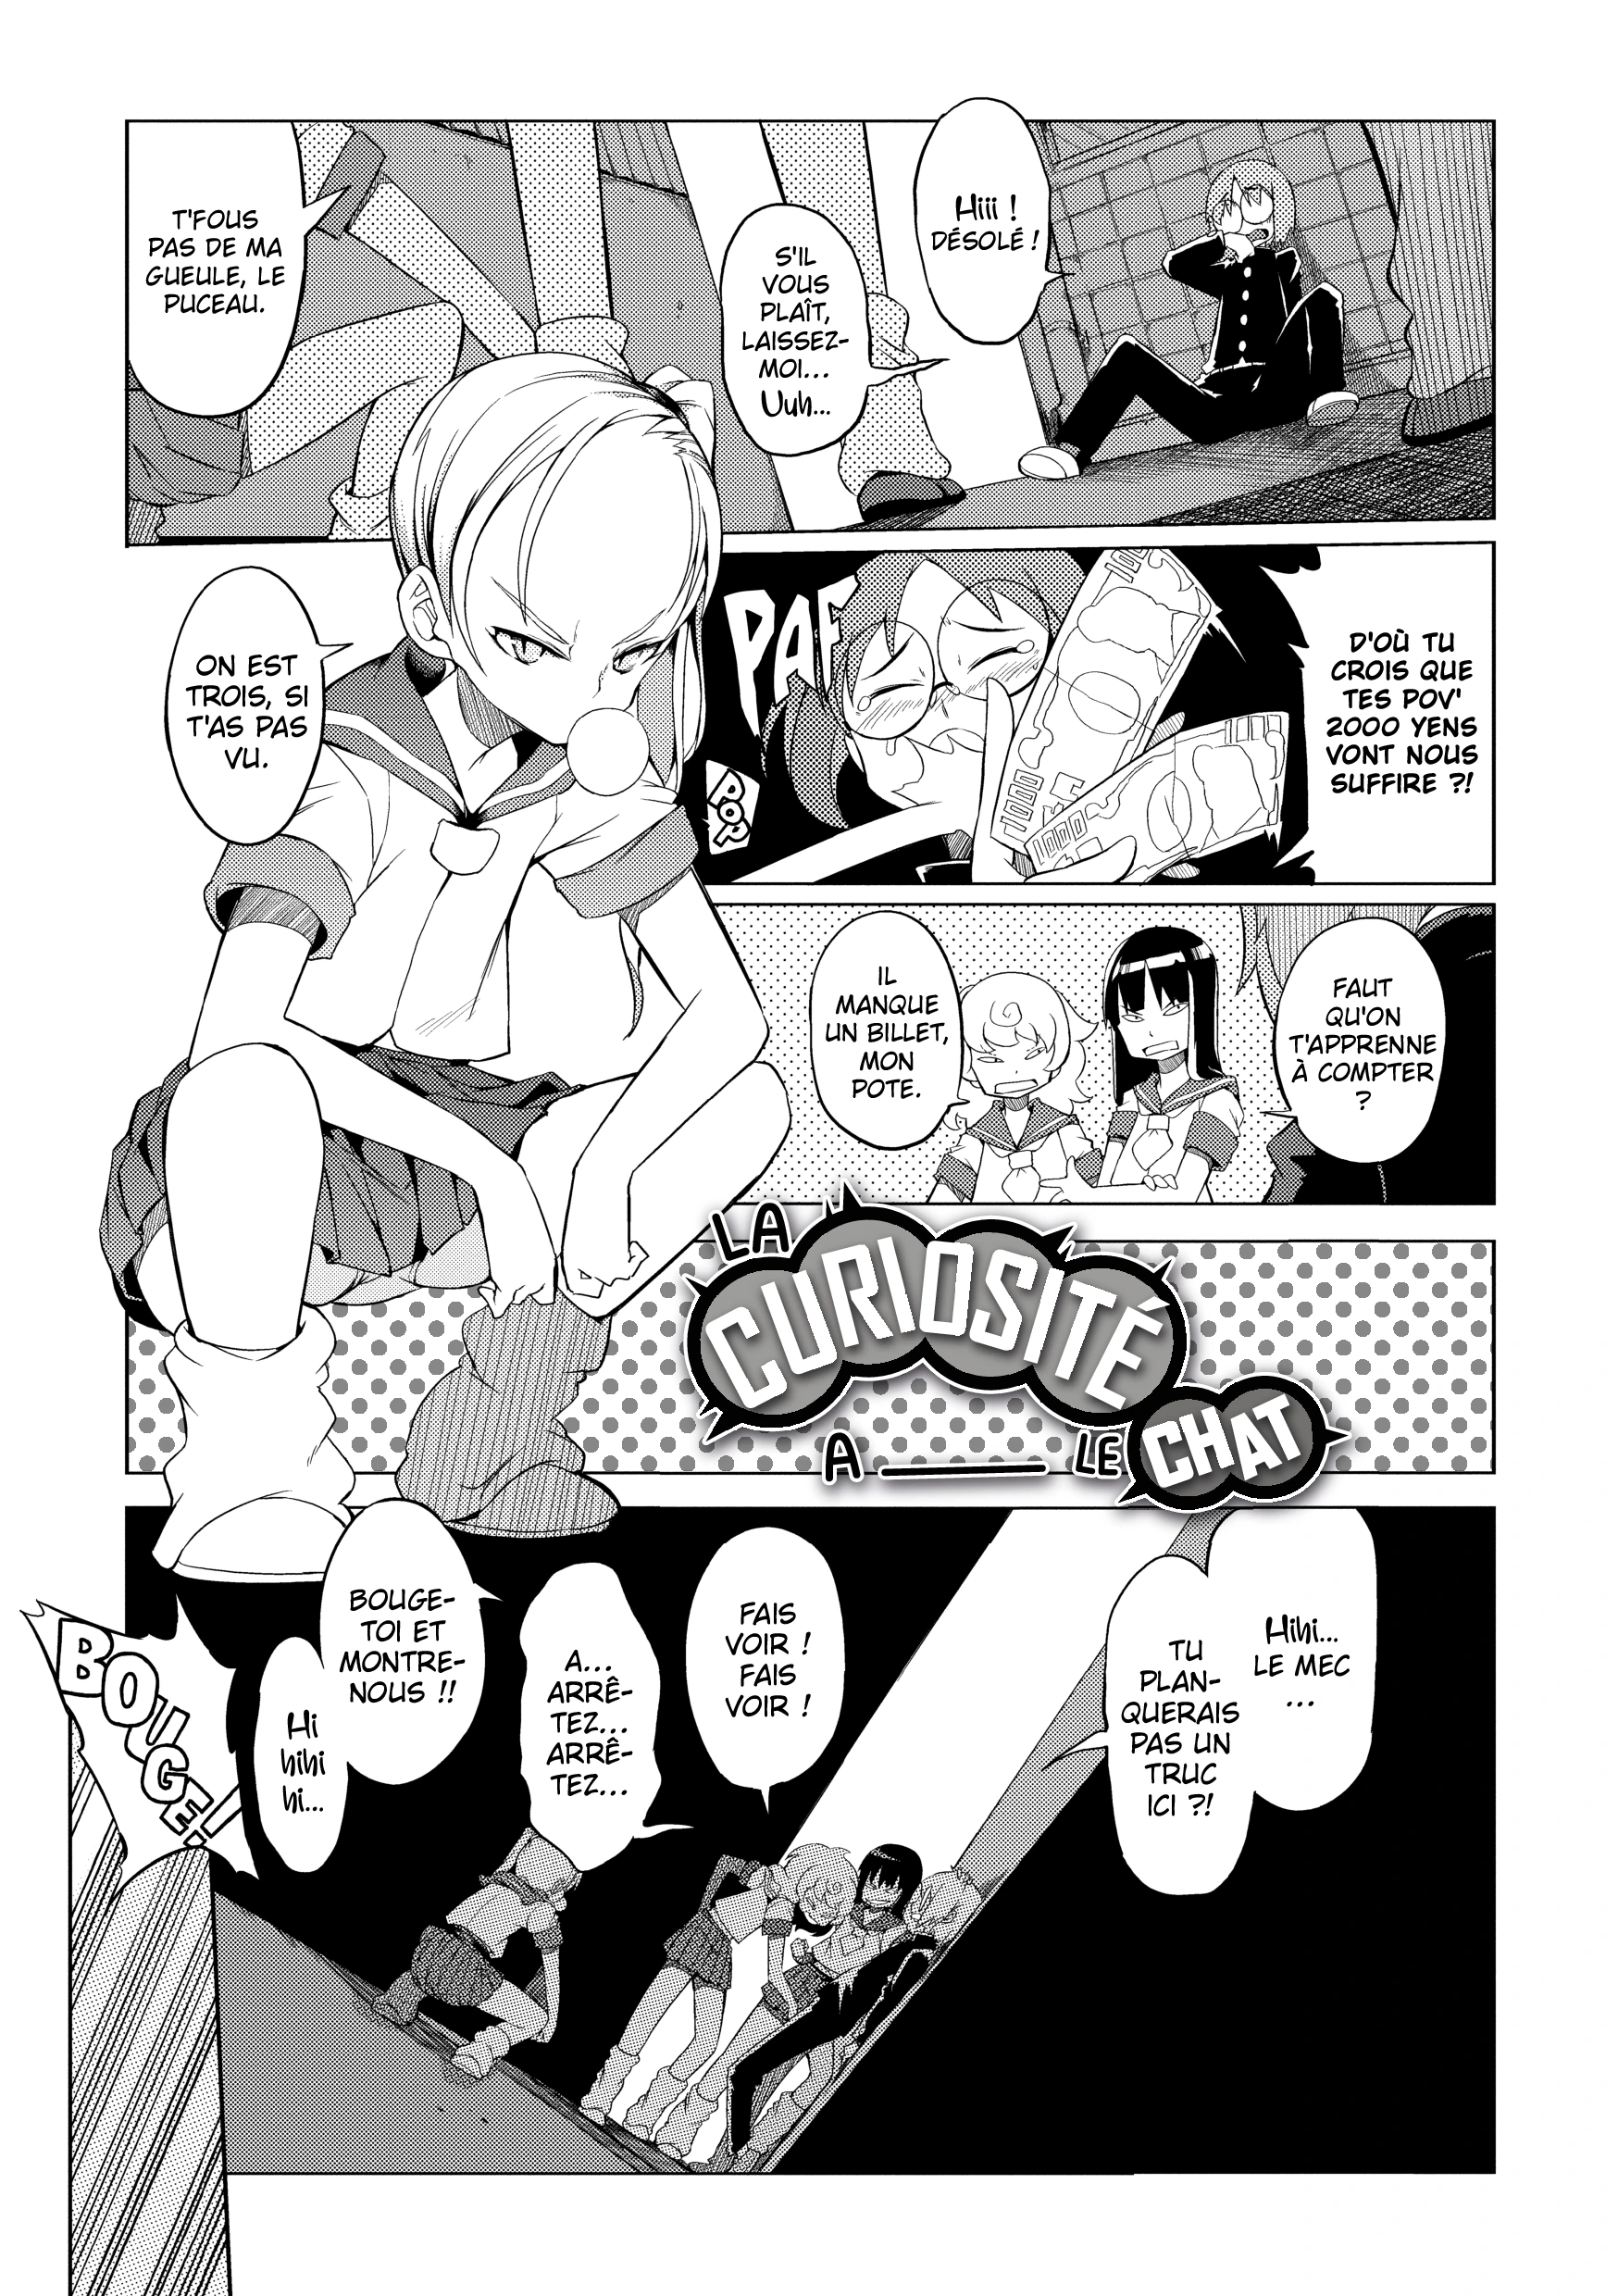 Hiii !
DÉSOLÉ !
S'IL
VOUS
PLAÎT,
LAISSEZ-
MOI...
Uuh...
T'FOUS
PAS DE MA
GUEULE, LE
PUCEAU.
D'OÙ TU
CROIS QUE
TES POV'
2000 YENS
VONT NOUS
SUFFIRE ?!
PAF
POP
ON EST
TROIS, SI
T'AS PAS
VU.
FAUT
QU'ON
T'APPRENNE
À COMPTER
?
IL
MANQUE
UN BILLET,
MON
POTE.
LA
CURIOSITÉ
A ______ LE
CHAT
Hihi...
LE MEC
...
TU
PLAN-
QUERAIS
PAS UN
TRUC
ICI ?!
FAIS
VOIR !
FAIS
VOIR !
A...
ARRÊ-
TEZ...
ARRÊ-
TEZ...
BOUGE-
TOI ET
MONTRE-
NOUS !!
Hi
hihi
hi...
BOUGE!